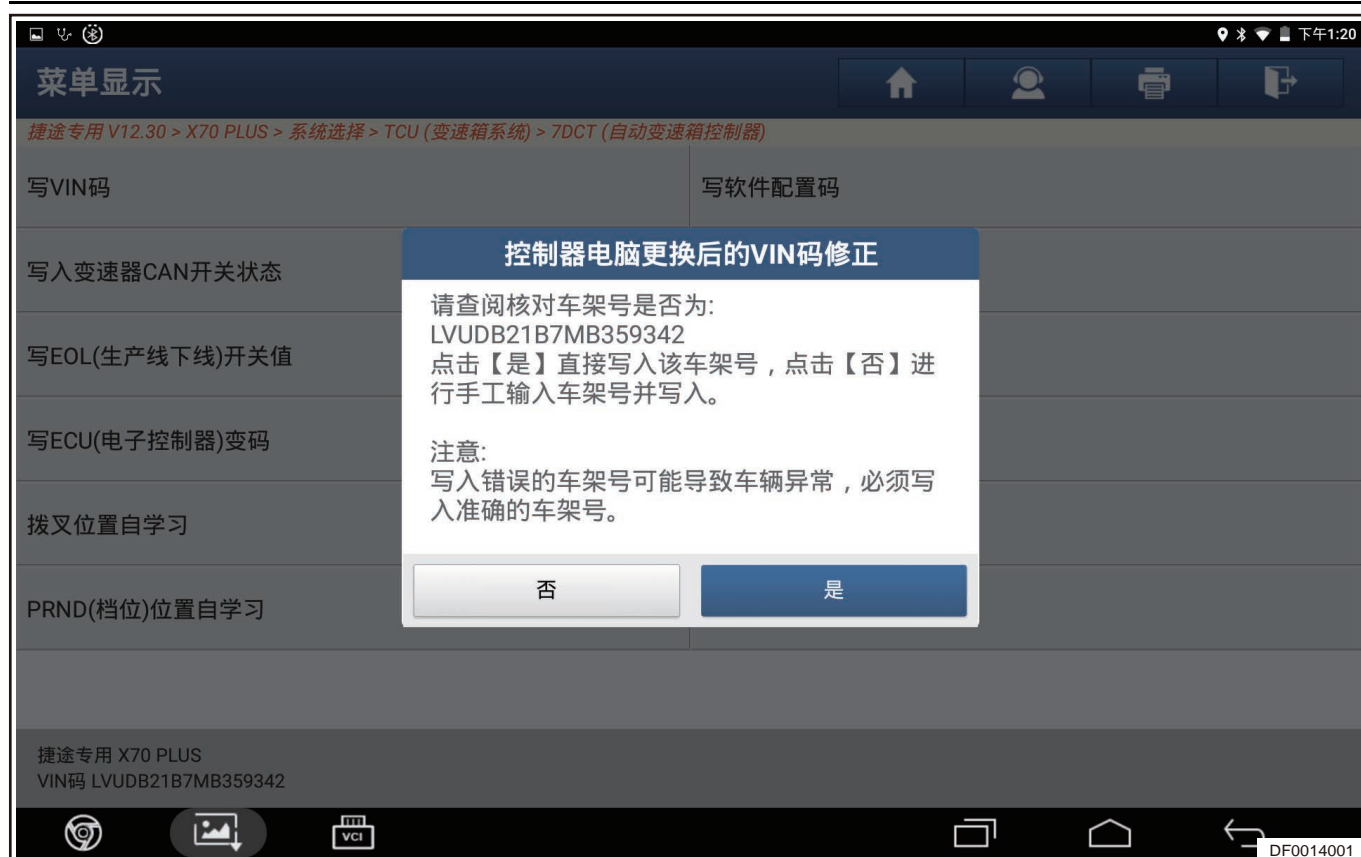 下午1:20
菜单显示
捷途专用 V12.30 > X70 PLUS > 系统选择 > TCU (变速箱系统) > 7DCT (自动变速箱控制器)
写VIN码
写软件配置码
写入变速器CAN开关状态
写EOL(生产线下线)开关值
写ECU(电子控制器)变码
拨叉位置自学习
PRND(档位)位置自学习
控制器电脑更换后的VIN码修正
请查阅核对车架号是否为:
LVUDB21B7MB359342
点击【是】直接写入该车架号，点击【否】进
行手工输入车架号并写入。
注意:
写入错误的车架号可能导致车辆异常，必须写
入准确的车架号。
否
是
捷途专用 X70 PLUS
VIN码 LVUDB21B7MB359342
VCI
DF0014001